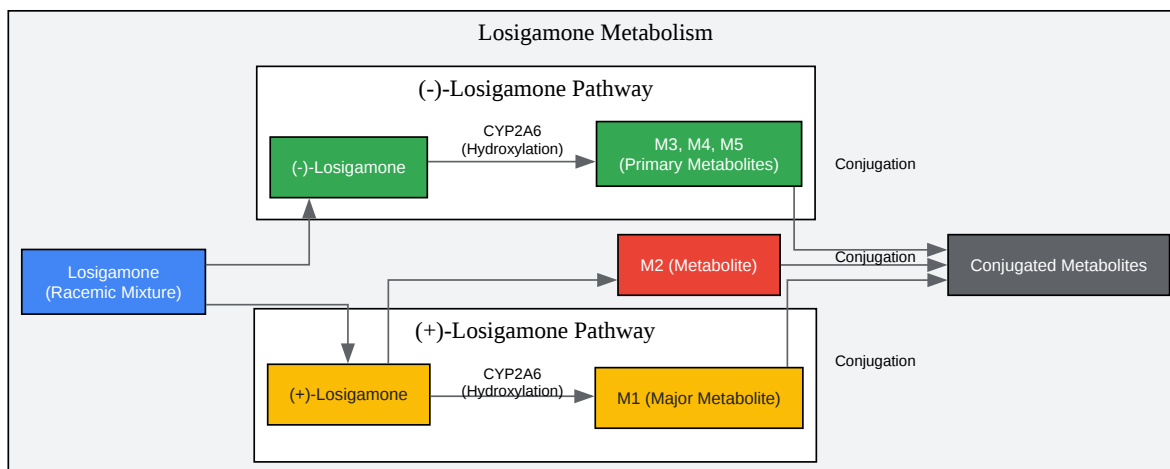 Losigamone Metabolism
(-)-Losigamone Pathway
CYP2A6
(Hydroxylation)
(-)-Losigamone
M3, M4, M5
(Primary Metabolites)
Conjugation
Losigamone
(Racemic Mixture)
M2 (Metabolite)
Conjugation
Conjugated Metabolites
(+)-Losigamone Pathway
CYP2A6
(Hydroxylation)
(+)-Losigamone
M1 (Major Metabolite)
Conjugation